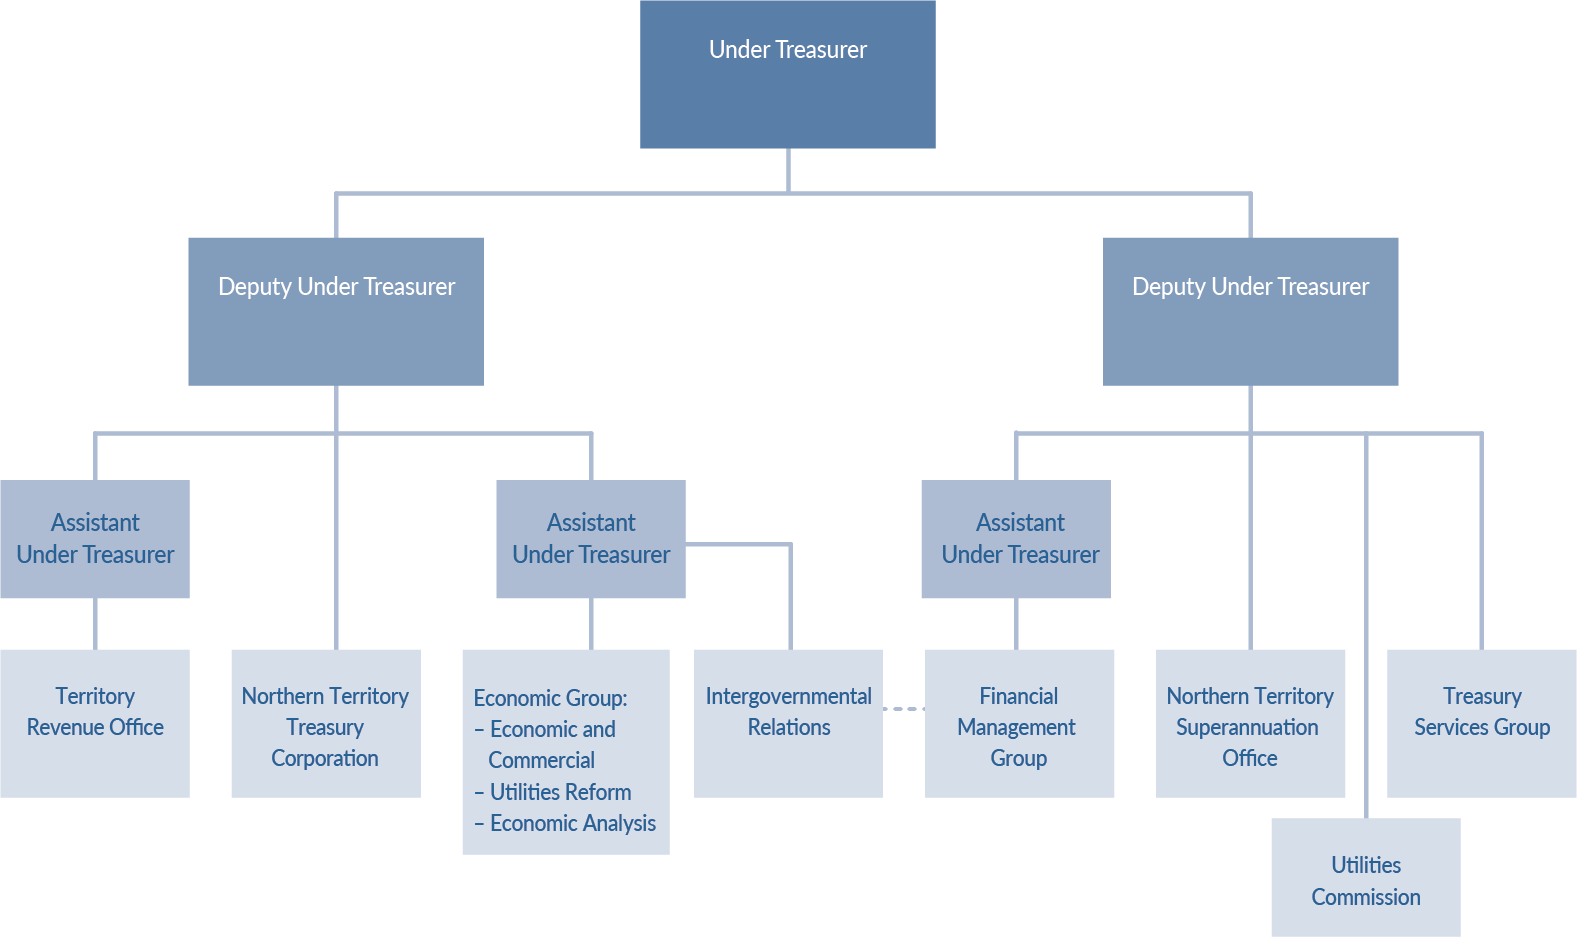 Under Treasurer
Deputy Under Treasurer
Deputy Under Treasurer
Assistant
Under Treasurer
Assistant
Under Treasurer
Assistant
Under Treasurer
Territory
Revenue Office
Northern Territory
Treasury
Corporation
Economic Group:
– Economic and
Commercial
– Utilities Reform
– Economic Analysis
Intergovernmental
Relations
Financial
Management
Group
Northern Territory
Superannuation
Office
Treasury
Services Group
Utilities
Commission